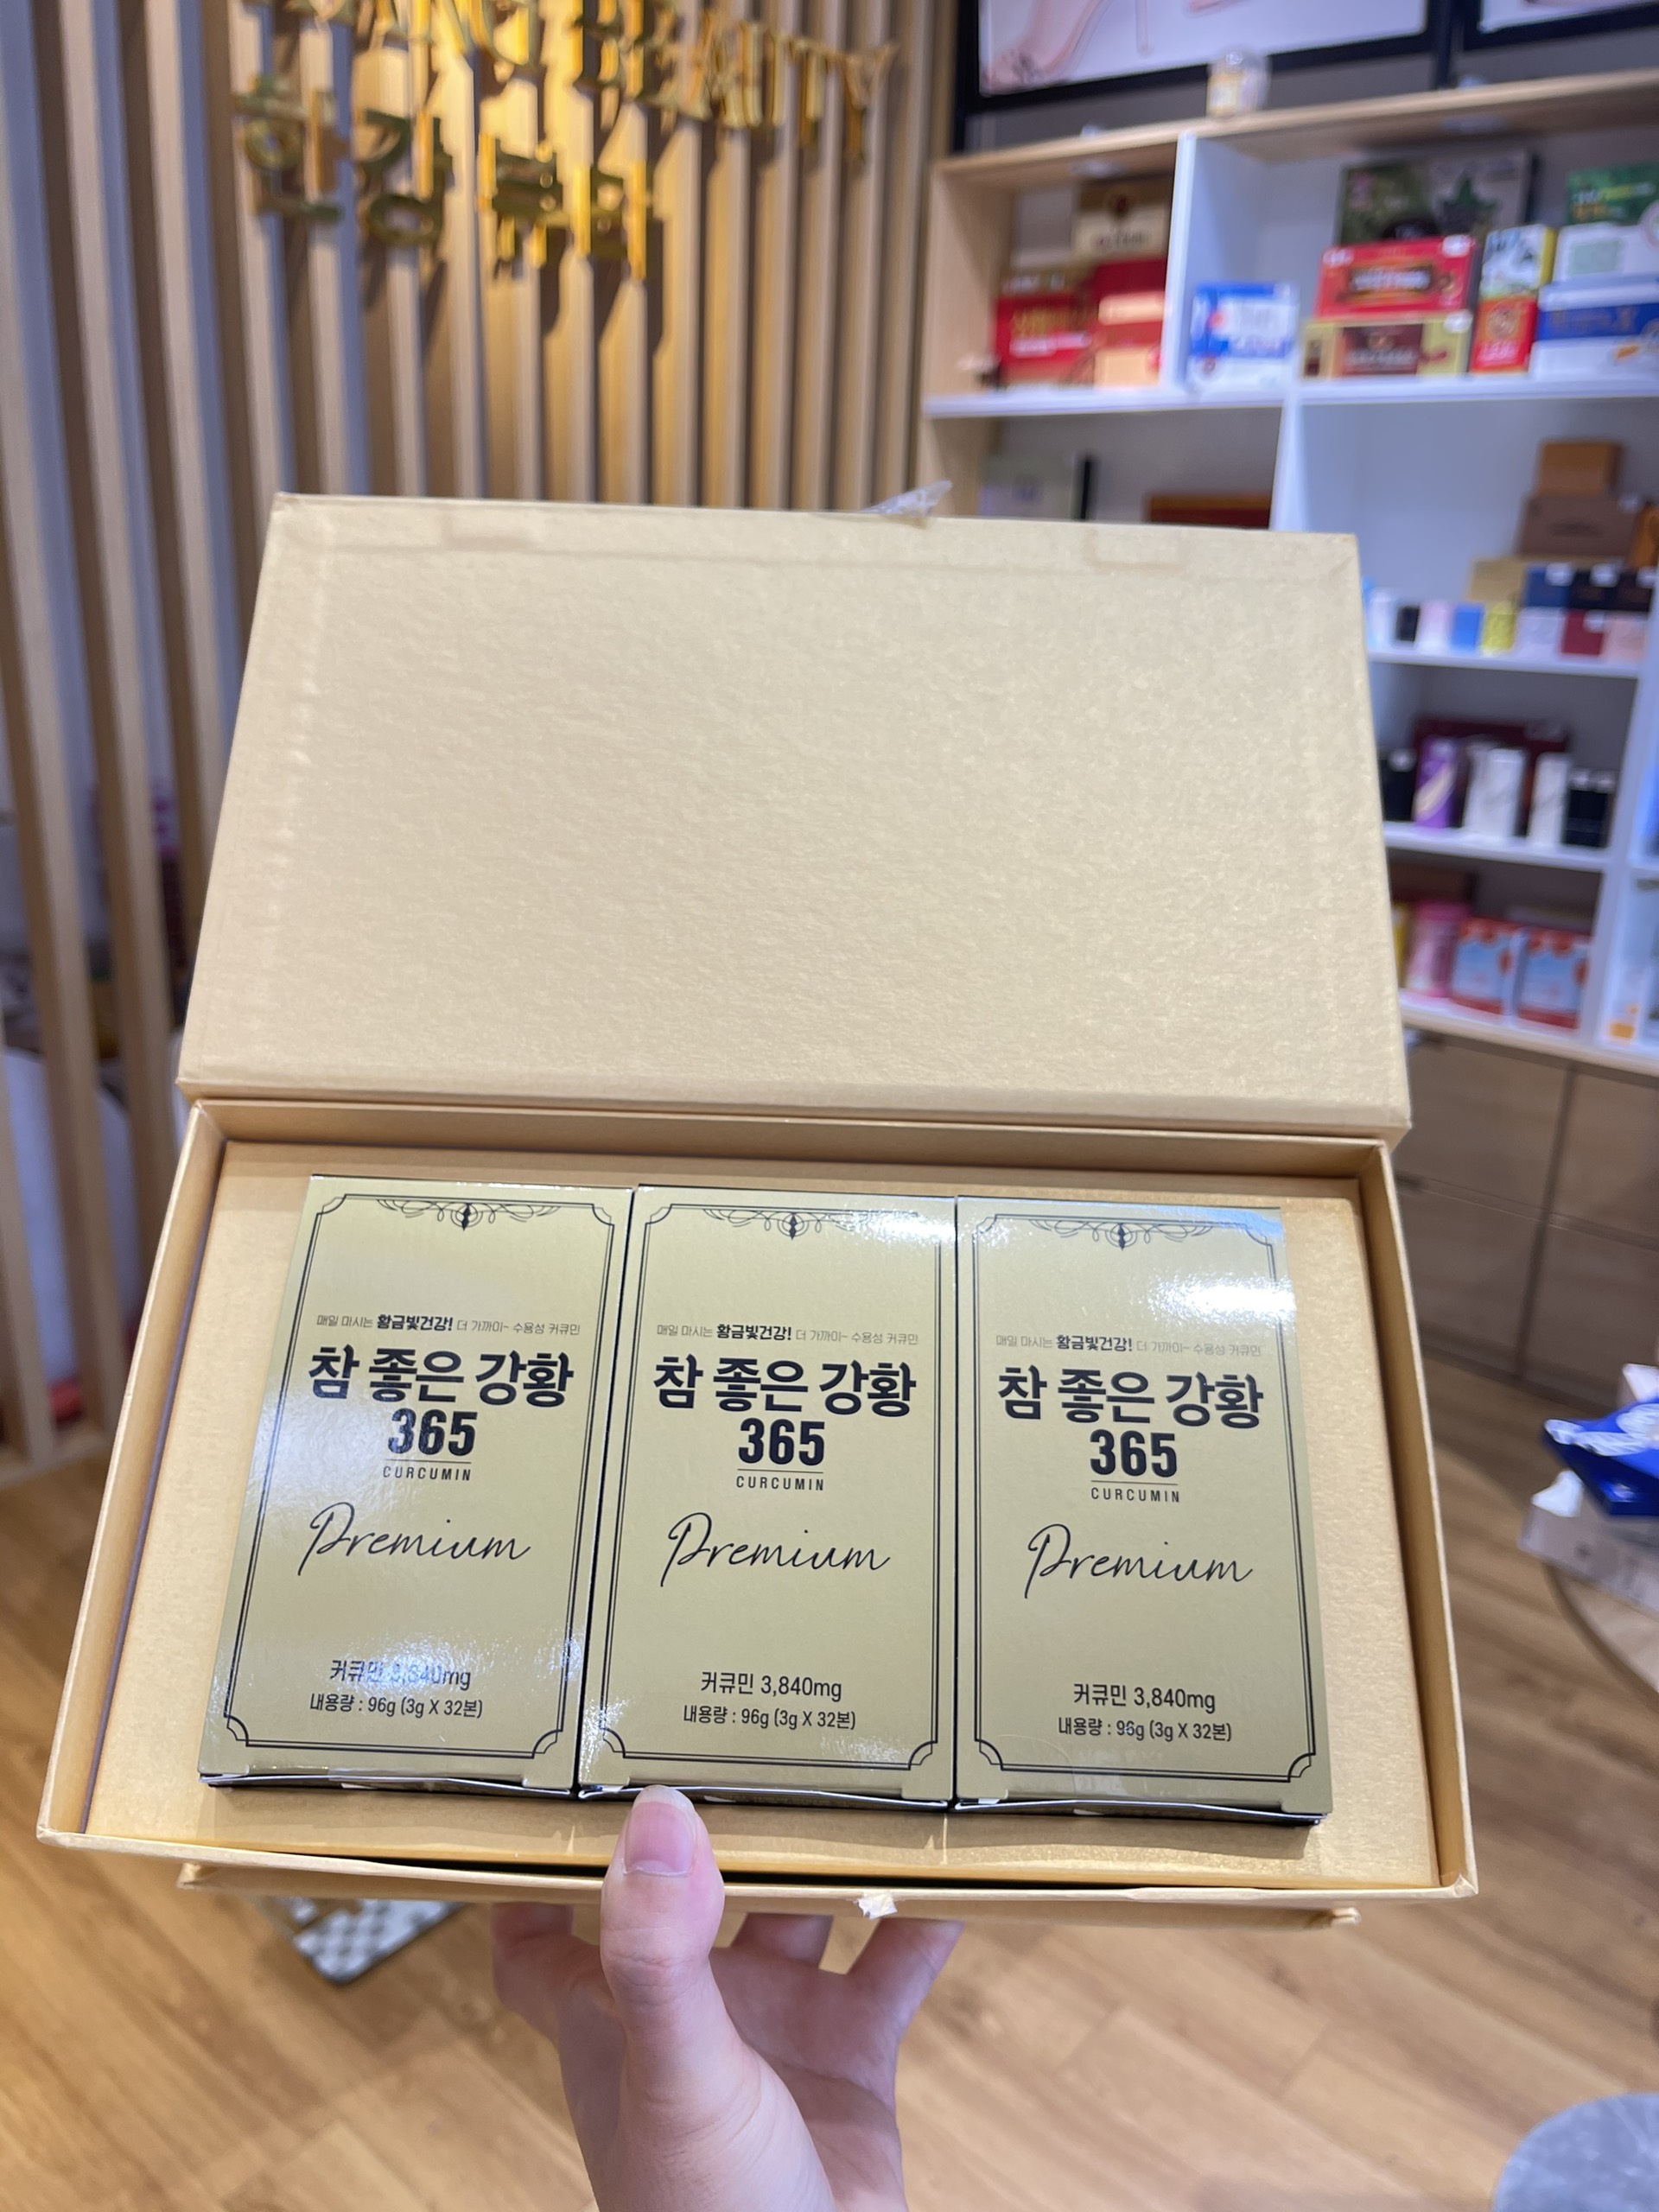 매일 마시는 황금빛건강! 더 가까이~ 수용성 커큐민
참 좋은 강황
365
CURCUMIN
Premium
커큐민 3,840mg
내용량 : 96g (3g X 32본)
매일 마시는 황금빛건강! 더 가까이~ 수용성 커큐민
참 좋은 강황
365
CURCUMIN
Premium
커큐민 3,840mg
내용량 : 96g (3g X 32본)
매일 마시는 황금빛건강! 더 가까이~ 수용성 커큐민
참 좋은 강황
365
CURCUMIN
Premium
커큐민 3,840mg
내용량 : 96g (3g X 32본)